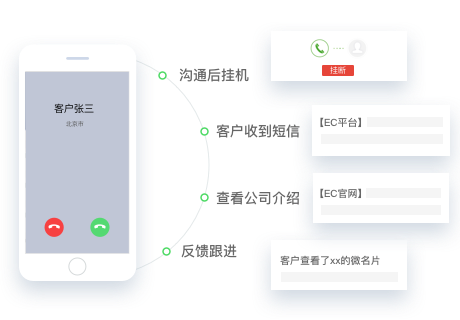 客户张三
北京市
沟通后挂机
挂断
客户收到短信
【EC平台】
查看公司介绍
【EC官网】
反馈跟进
客户查看了xx的微名片